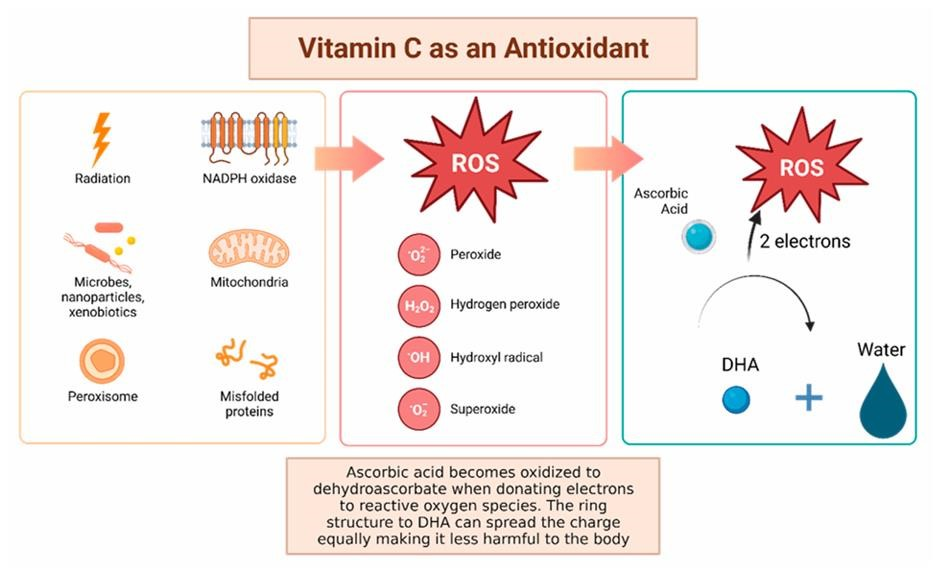 Vitamin C as an Antioxidant
Radiation
NADPH oxidase
Microbes,
nanoparticles,
xenobiotics
Mitochondria
Peroxisome
Misfolded
proteins
ROS
·O₂²⁻
Peroxide
H₂O₂
Hydrogen peroxide
·OH
Hydroxyl radical
·O₂⁻
Superoxide
ROS
Ascorbic
Acid
2 electrons
DHA
+
Water
Ascorbic acid becomes oxidized to
dehydroascorbate when donating electrons
to reactive oxygen species. The ring
structure to DHA can spread the charge
equally making it less harmful to the body